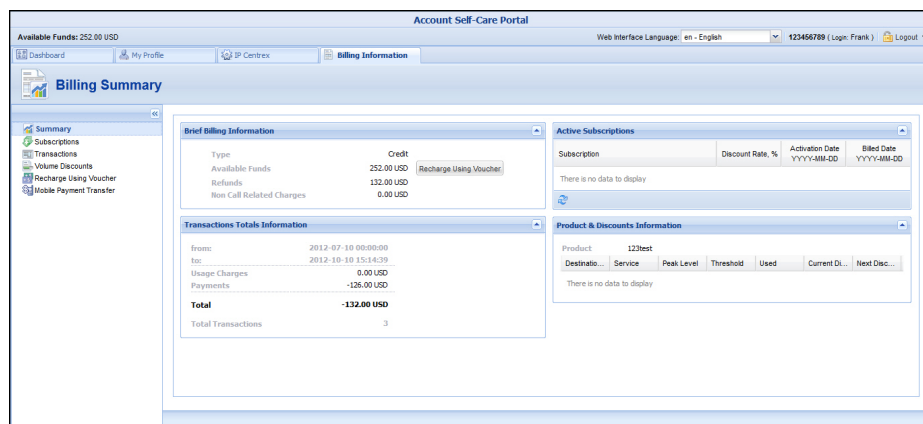 Account Self-Care Portal
Available Funds: 252.00 USD
Web Interface Language: en - English
123456789 ( Login: Frank )
Logout
Dashboard
My Profile
IP Centrex
Billing Information
Billing Summary
Summary
Subscriptions
Transactions
Volume Discounts
Recharge Using Voucher
Mobile Payment Transfer
Brief Billing Information
Type Credit
Available Funds 252.00 USD Recharge Using Voucher
Refunds 132.00 USD
Non Call Related Charges 0.00 USD
Transactions Totals Information
from: 2012-07-10 00:00:00
to: 2012-10-10 15:14:39
Usage Charges 0.00 USD
Payments -126.00 USD
Total -132.00 USD
Total Transactions 3
Active Subscriptions
Subscription Discount Rate, % Activation Date YYYY-MM-DD Billed Date YYYY-MM-DD
There is no data to display
Product & Discounts Information
Product 123test
Destinatio... Service Peak Level Threshold Used Current Di... Next Disc...
There is no data to display